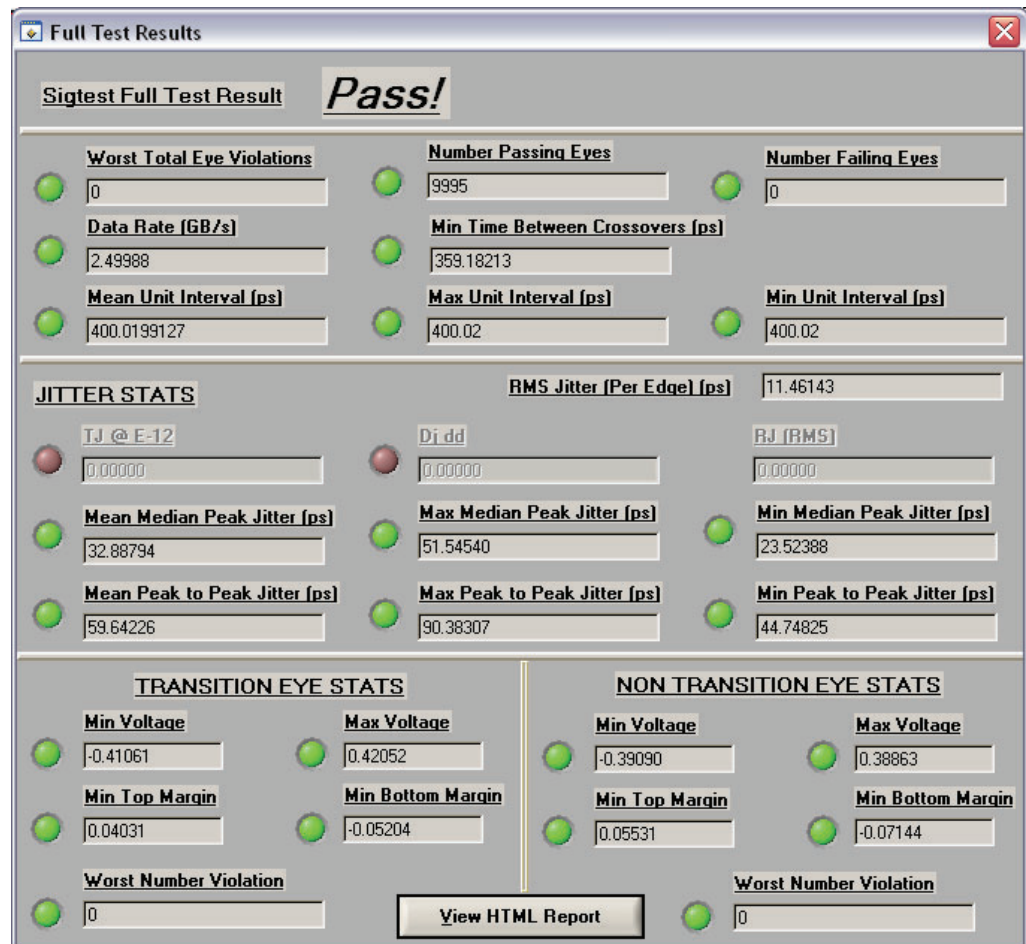 Full Test Results
Sigtest Full Test Result Pass!
Worst Total Eye Violations Number Passing Eyes Number Failing Eyes
0 9995 0
Data Rate (GB/s) Min Time Between Crossovers (ps)
2.49988 359.18213
Mean Unit Interval (ps) Max Unit Interval (ps) Min Unit Interval (ps)
400.0199127 400.02 400.02
JITTER STATS RMS Jitter (Per Edge) (ps) 11.46143
TJ @ E-12 Dj dd RJ (RMS)
0.00000 0.00000 0.00000
Mean Median Peak Jitter (ps) Max Median Peak Jitter (ps) Min Median Peak Jitter (ps)
32.88794 51.54540 23.52388
Mean Peak to Peak Jitter (ps) Max Peak to Peak Jitter (ps) Min Peak to Peak Jitter (ps)
59.64226 90.38307 44.74825
TRANSITION EYE STATS
Min Voltage Max Voltage
-0.41061 0.42052
Min Top Margin Min Bottom Margin
0.04031 -0.05204
Worst Number Violation
0
NON TRANSITION EYE STATS
Min Voltage Max Voltage
-0.39090 0.38863
Min Top Margin Min Bottom Margin
0.05531 -0.07144
Worst Number Violation
0
View HTML Report